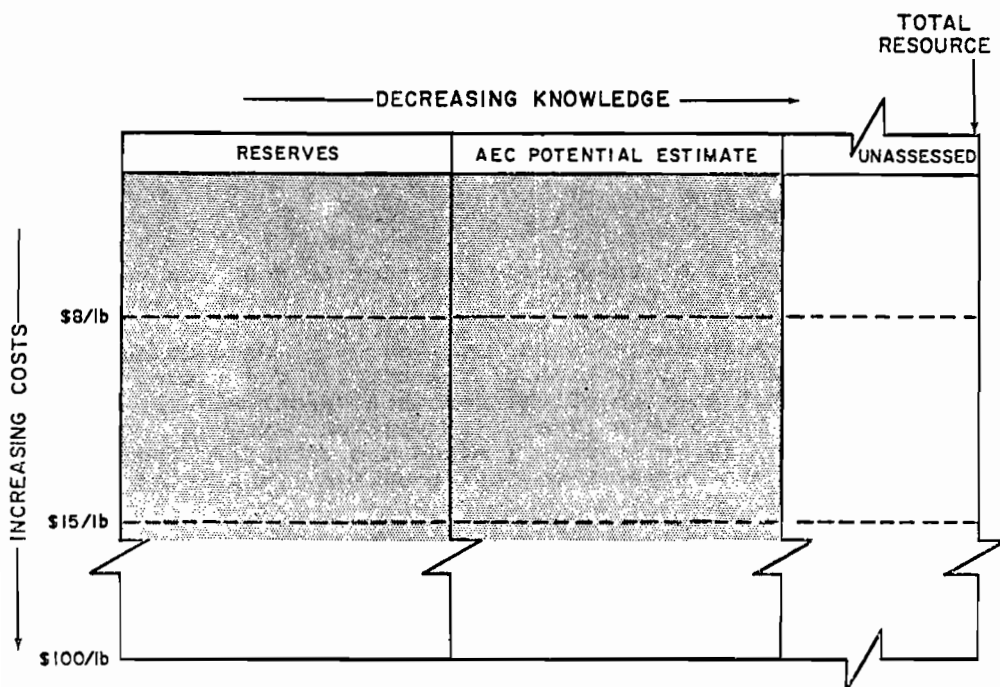 TOTAL
RESOURCE
DECREASING KNOWLEDGE
RESERVES
AEC POTENTIAL ESTIMATE
UNASSESSED
INCREASING COSTS
$8/lb
$15/lb
$100/lb